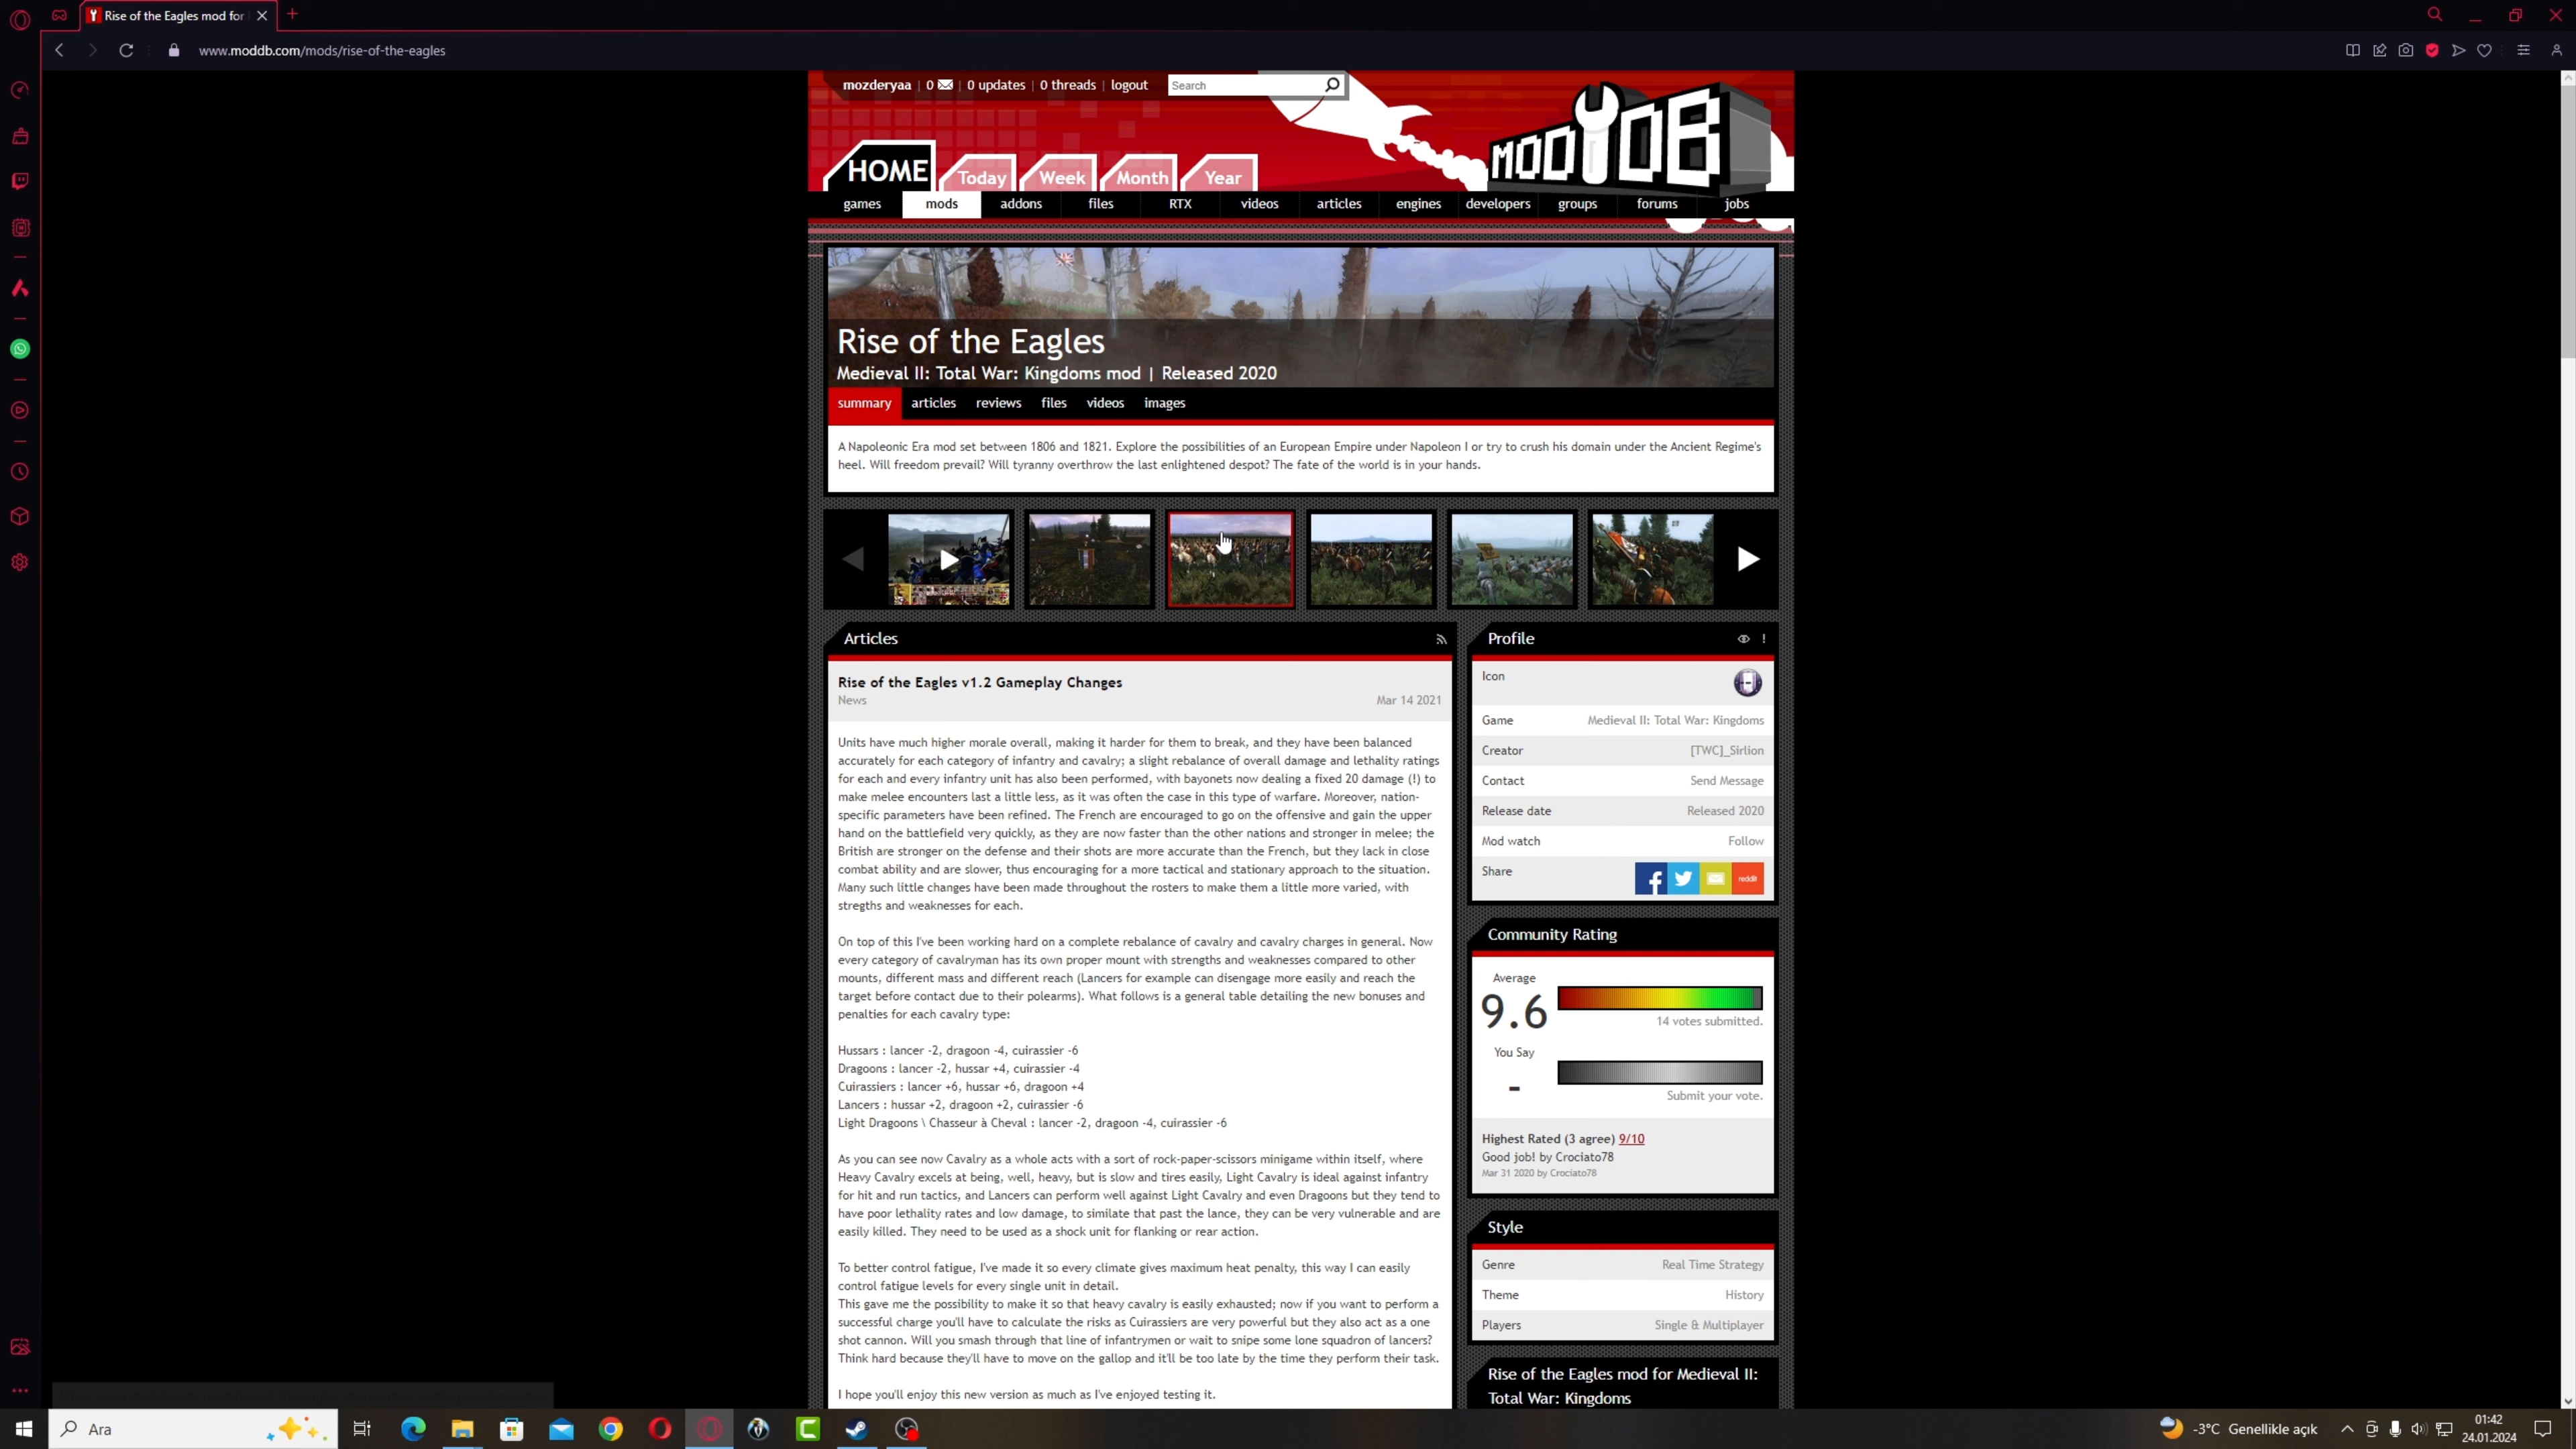 Rise of the Eagles mod for
www.moddb.com/mods/rise-of-the-eagles
mozderyaa | 0 | 0 updates | 0 threads | logout
Search
MOD DB
HOME
Today
Week
Month
Year
games
mods
addons
files
RTX
videos
articles
engines
developers
groups
forums
jobs
Rise of the Eagles
Medieval II: Total War: Kingdoms mod | Released 2020
summary
articles
reviews
files
videos
images
A Napoleonic Era mod set between 1806 and 1821. Explore the possibilities of an European Empire under Napoleon I or try to crush his domain under the Ancient Regime's
heel. Will freedom prevail? Will tyranny overthrow the last enlightened despot? The fate of the world is in your hands.
Articles
Rise of the Eagles v1.2 Gameplay Changes
News
Mar 14 2021
Units have much higher morale overall, making it harder for them to break, and they have been balanced
accurately for each category of infantry and cavalry; a slight rebalance of overall damage and lethality ratings
for each and every infantry unit has also been performed, with bayonets now dealing a fixed 20 damage (!) to
make melee encounters last a little less, as it was often the case in this type of warfare. Moreover, nation-
specific parameters have been refined. The French are encouraged to go on the offensive and gain the upper
hand on the battlefield very quickly, as they are now faster than the other nations and stronger in melee; the
British are stronger on the defense and their shots are more accurate than the French, but they lack in close
combat ability and are slower, thus encouraging for a more tactical and stationary approach to the situation.
Many such little changes have been made throughout the rosters to make them a little more varied, with
stregths and weaknesses for each.
On top of this I've been working hard on a complete rebalance of cavalry and cavalry charges in general. Now
every category of cavalryman has its own proper mount with strengths and weaknesses compared to other
mounts, different mass and different reach (Lancers for example can disengage more easily and reach the
target before contact due to their polearms). What follows is a general table detailing the new bonuses and
penalties for each cavalry type:
Hussars : lancer -2, dragoon -4, cuirassier -6
Dragoons : lancer -2, hussar +4, cuirassier -4
Cuirassiers : lancer +6, hussar +6, dragoon +4
Lancers : hussar +2, dragoon +2, cuirassier -6
Light Dragoons \ Chasseur à Cheval : lancer -2, dragoon -4, cuirassier -6
As you can see now Cavalry as a whole acts with a sort of rock-paper-scissors minigame within itself, where
Heavy Cavalry excels at being, well, heavy, but is slow and tires easily, Light Cavalry is ideal against infantry
for hit and run tactics, and Lancers can perform well against Light Cavalry and even Dragoons but they tend to
have poor lethality rates and low damage, to similate that past the lance, they can be very vulnerable and are
easily killed. They need to be used as a shock unit for flanking or rear action.
To better control fatigue, I've made it so every climate gives maximum heat penalty, this way I can easily
control fatigue levels for every single unit in detail.
This gave me the possibility to make it so that heavy cavalry is easily exhausted; now if you want to perform a
successful charge you'll have to calculate the risks as Cuirassiers are very powerful but they also act as a one
shot cannon. Will you smash through that line of infantrymen or wait to snipe some lone squadron of lancers?
Think hard because they'll have to move on the gallop and it'll be too late by the time they perform their task.
I hope you'll enjoy this new version as much as I've enjoyed testing it.
Profile
Icon
Game Medieval II: Total War: Kingdoms
Creator [TWC]_Sirlion
Contact Send Message
Release date Released 2020
Mod watch Follow
Share
reddit
Community Rating
Average
9.6
14 votes submitted.
You Say
-
Submit your vote.
Highest Rated (3 agree) 9/10
Good job! by Crociato78
Mar 31 2020 by Crociato78
Style
Genre Real Time Strategy
Theme History
Players Single & Multiplayer
Rise of the Eagles mod for Medieval II:
Total War: Kingdoms
Ara
-3°C Genellikle açık
01:42
24.01.2024